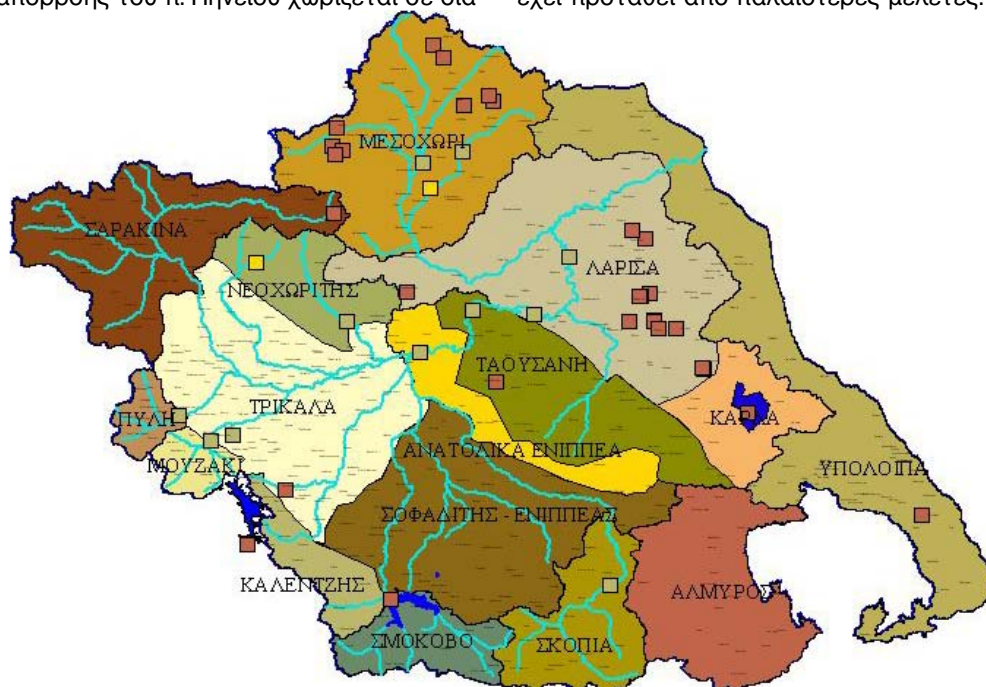 απορροής του π. Πηνειού χωρίζεται σε δια-
έχει προταθεί από παλαιότερες μελέτες.
ΜΕΣΟΧΩΡΙ
ΣΑΡΑΚΙΝΑ
ΛΑΡΙΣΑ
ΝΕΟΧΩΡΙΤΗΣ
ΤΑΟΥΣΑΝΗ
ΤΡΙΚΑΛΑ
ΠΥΛΗ
ΚΑΡΛΑ
ΑΝΑΤΟΛΙΚΑ ΕΝΙΠΠΕΑ
ΜΟΥΖΑΚΙ
ΥΠΟΛΟΙΠΑ
ΣΟΦΑΔΙΤΗΣ - ΕΝΙΠΠΕΑΣ
ΚΑΛΕΝΤΖΗΣ
ΑΛΜΥΡΟΣ
ΣΜΟΚΟΒΟ
ΣΚΟΠΙΑ